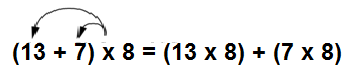 (13 + 7) x 8 = (13 x 8) + (7 x 8)